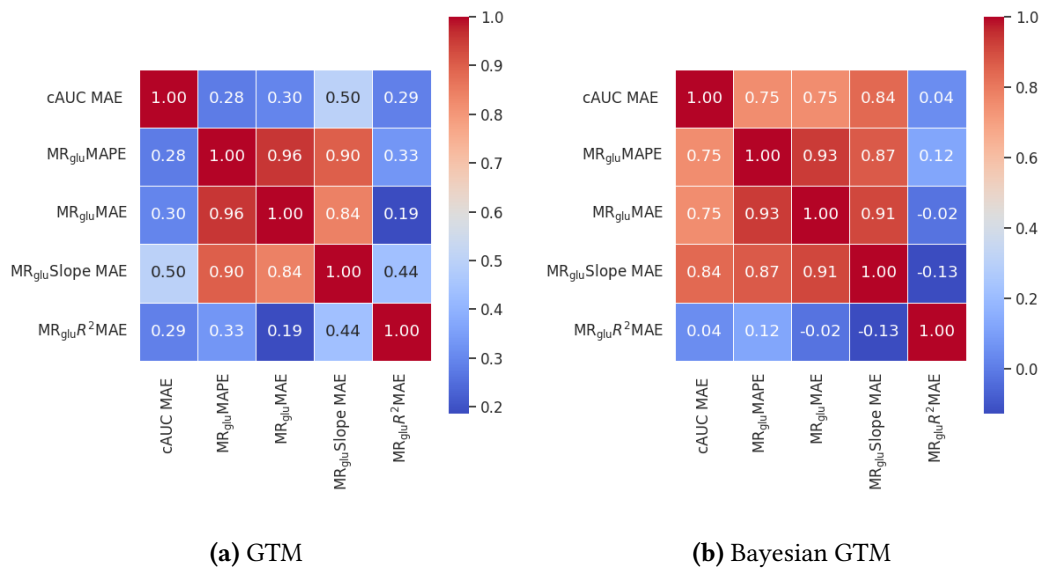 1.0
0.9
0.8
0.7
0.6
0.5
0.4
0.3
0.2
cAUC MAE 1.00 0.28 0.30 0.50 0.29
MRgluMAPE 0.28 1.00 0.96 0.90 0.33
MRgluMAE 0.30 0.96 1.00 0.84 0.19
MRgluSlope MAE 0.50 0.90 0.84 1.00 0.44
MRgluR²MAE 0.29 0.33 0.19 0.44 1.00
cAUC MAE
MRgluMAPE
MRgluMAE
MRgluSlope MAE
MRgluR²MAE
(a) GTM
1.0
0.8
0.6
0.4
0.2
0.0
cAUC MAE 1.00 0.75 0.75 0.84 0.04
MRgluMAPE 0.75 1.00 0.93 0.87 0.12
MRgluMAE 0.75 0.93 1.00 0.91 -0.02
MRgluSlope MAE 0.84 0.87 0.91 1.00 -0.13
MRgluR²MAE 0.04 0.12 -0.02 -0.13 1.00
cAUC MAE
MRgluMAPE
MRgluMAE
MRgluSlope MAE
MRgluR²MAE
(b) Bayesian GTM